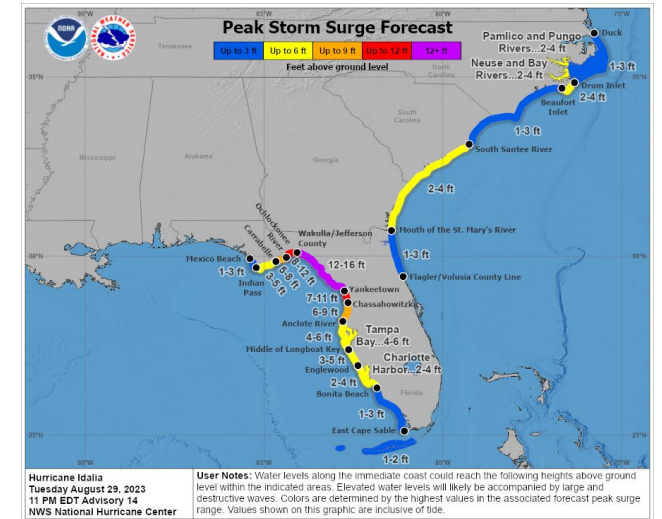 NOAA
Peak Storm Surge Forecast
Up to 3 ft
Up to 6 ft
Up to 9 ft
Up to 12 ft
12+ ft
Feet above ground level
90°W
85°W
80°W
75°W
35°N
35°N
30°N
30°N
25°N
25°N
90°W
85°W
80°W
75°W
Tennessee
North
Carolina
South
Carolina
Mississippi
Alabama
Georgia
Florida
Pamlico and Pungo
Rivers...2-4 ft
Duck
1-3 ft
Neuse and Bay
Rivers...2-4 ft
Drum Inlet
2-4 ft
Beaufort
Inlet
1-3 ft
South Santee River
2-4 ft
Mouth of the St. Mary's River
1-3 ft
Flagler/Volusia County Line
Mexico Beach
1-3 ft
Indian
Pass
3-5 ft
Carrabelle
5-8 ft
Ochlockonee
River
8-12 ft
Wakulla/Jefferson
County
12-16 ft
Yankeetown
7-11 ft
Chassahowitzka
6-9 ft
Anclote River
4-6 ft
Tampa
Bay...4-6 ft
Middle of Longboat Key
3-5 ft
Englewood
Charlotte
Harbor...2-4 ft
2-4 ft
Bonita Beach
1-3 ft
East Cape Sable
1-2 ft
Hurricane Idalia
Tuesday August 29, 2023
11 PM EDT Advisory 14
NWS National Hurricane Center
User Notes: Water levels along the immediate coast could reach the following heights above ground
level within the indicated areas. Elevated water levels will likely be accompanied by large and
destructive waves. Colors are determined by the highest values in the associated forecast peak surge
range. Values shown on this graphic are inclusive of tide.